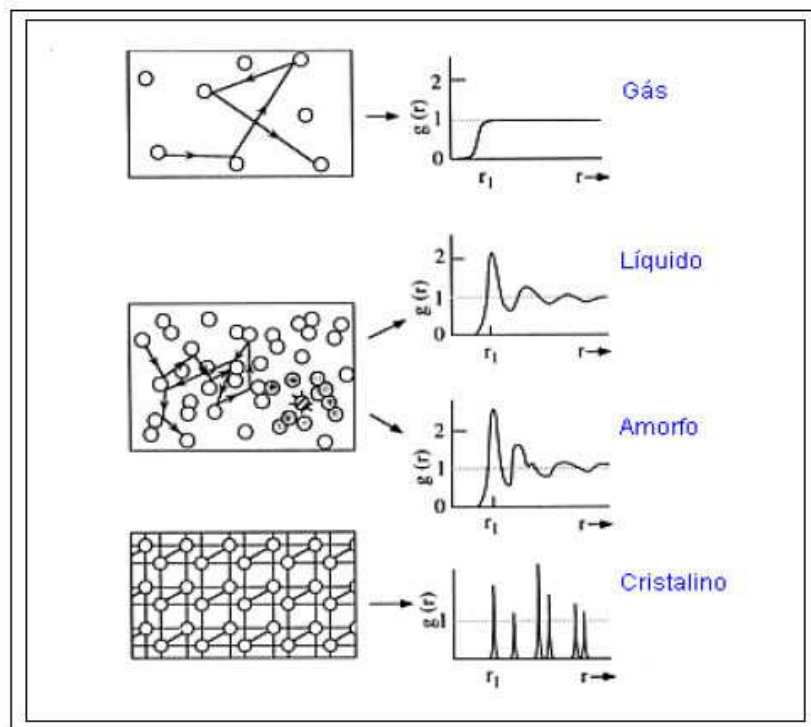 2
1
0
g (r)
r₁
r
Gás
2
1
0
g (r)
r₁
r
Líquido
2
1
0
g (r)
r₁
r
Amorfo
1
g(r)
r₁
r
Cristalino